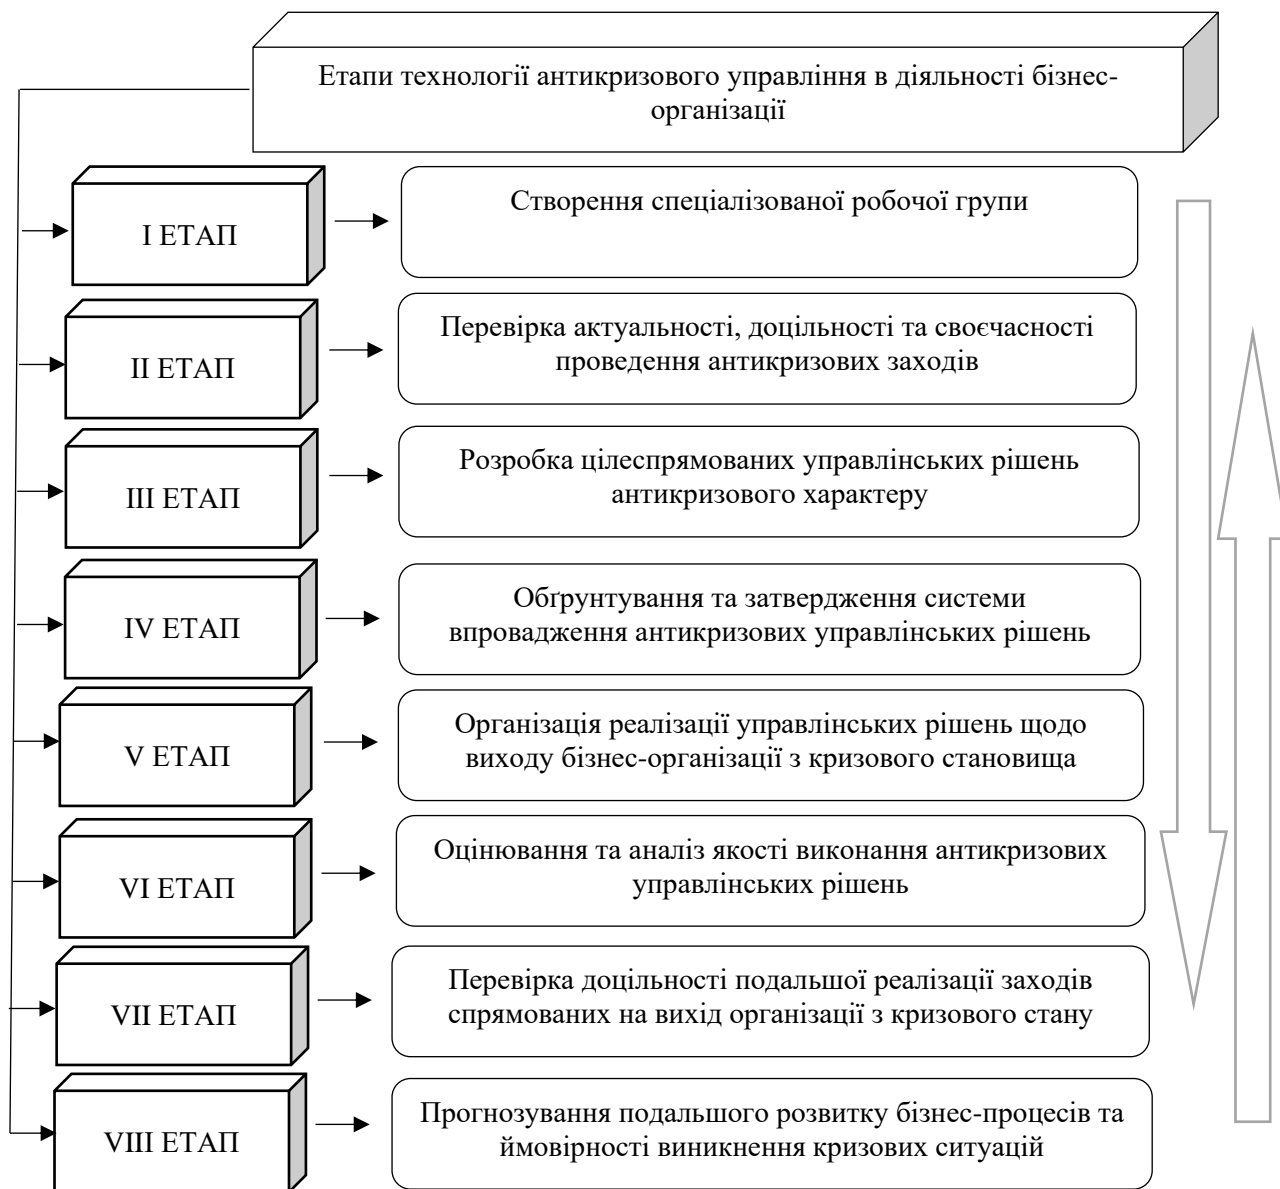 Етапи технології антикризового управління в діяльності бізнес-
організації
І ЕТАП
Створення спеціалізованої робочої групи
ІІ ЕТАП
Перевірка актуальності, доцільності та своєчасності
проведення антикризових заходів
ІІІ ЕТАП
Розробка цілеспрямованих управлінських рішень
антикризового характеру
IV ЕТАП
Обґрунтування та затвердження системи
впровадження антикризових управлінських рішень
V ЕТАП
Організація реалізації управлінських рішень щодо
виходу бізнес-організації з кризового становища
VI ЕТАП
Оцінювання та аналіз якості виконання антикризових
управлінських рішень
VII ЕТАП
Перевірка доцільності подальшої реалізації заходів
спрямованих на вихід організації з кризового стану
VIII ЕТАП
Прогнозування подальшого розвитку бізнес-процесів та
ймовірності виникнення кризових ситуацій